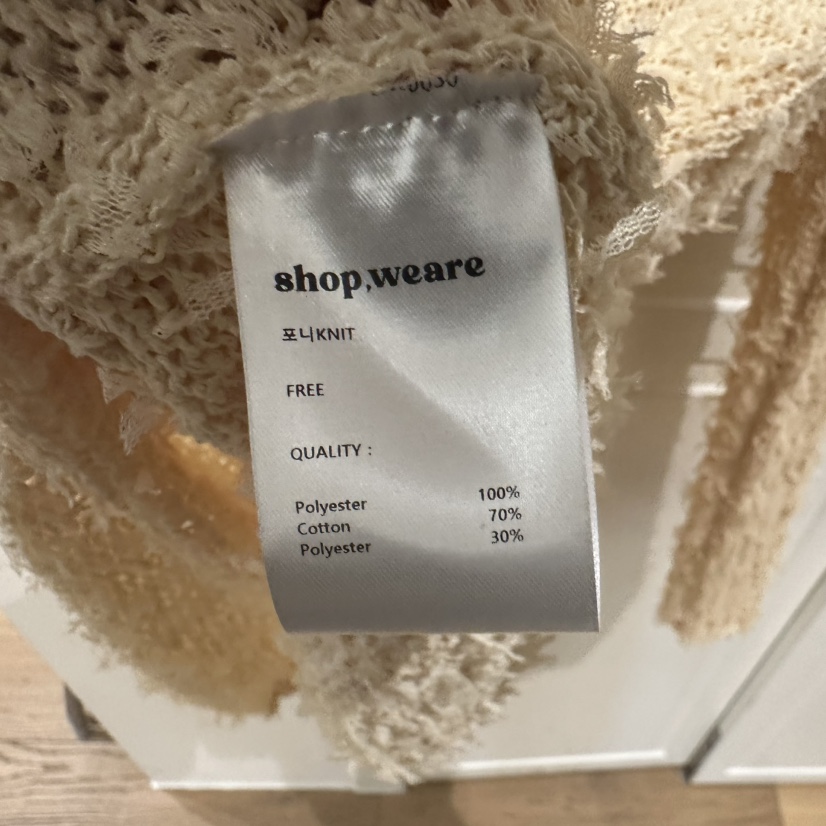 shop,weare
포니KNIT
FREE
QUALITY :
Polyester 100%
Cotton 70%
Polyester 30%